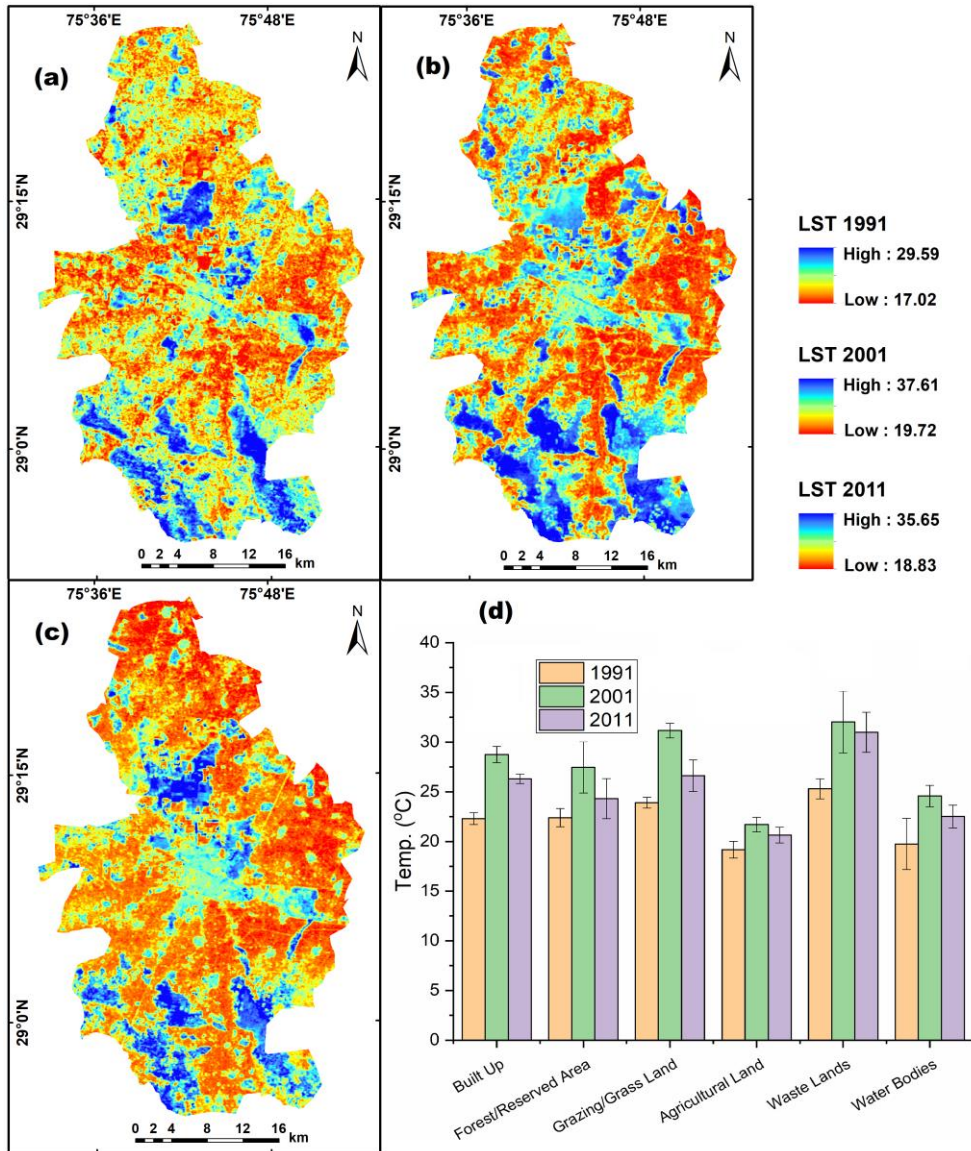 75°36'E
75°48'E
(a)
N
29°15'N
29°0'N
0 2 4 8 12 16
km
75°36'E
75°48'E
(b)
N
29°15'N
29°0'N
0 2 4 8 12 16
km
LST 1991
High : 29.59
Low : 17.02
LST 2001
High : 37.61
Low : 19.72
LST 2011
High : 35.65
Low : 18.83
75°36'E
75°48'E
(c)
N
29°15'N
29°0'N
0 2 4 8 12 16
km
(d)
1991
2001
2011
Temp. (°C)
40
35
30
25
20
15
10
5
0
Built Up
Forest/Reserved Area
Grazing/Grass Land
Agricultural Land
Waste Lands
Water Bodies